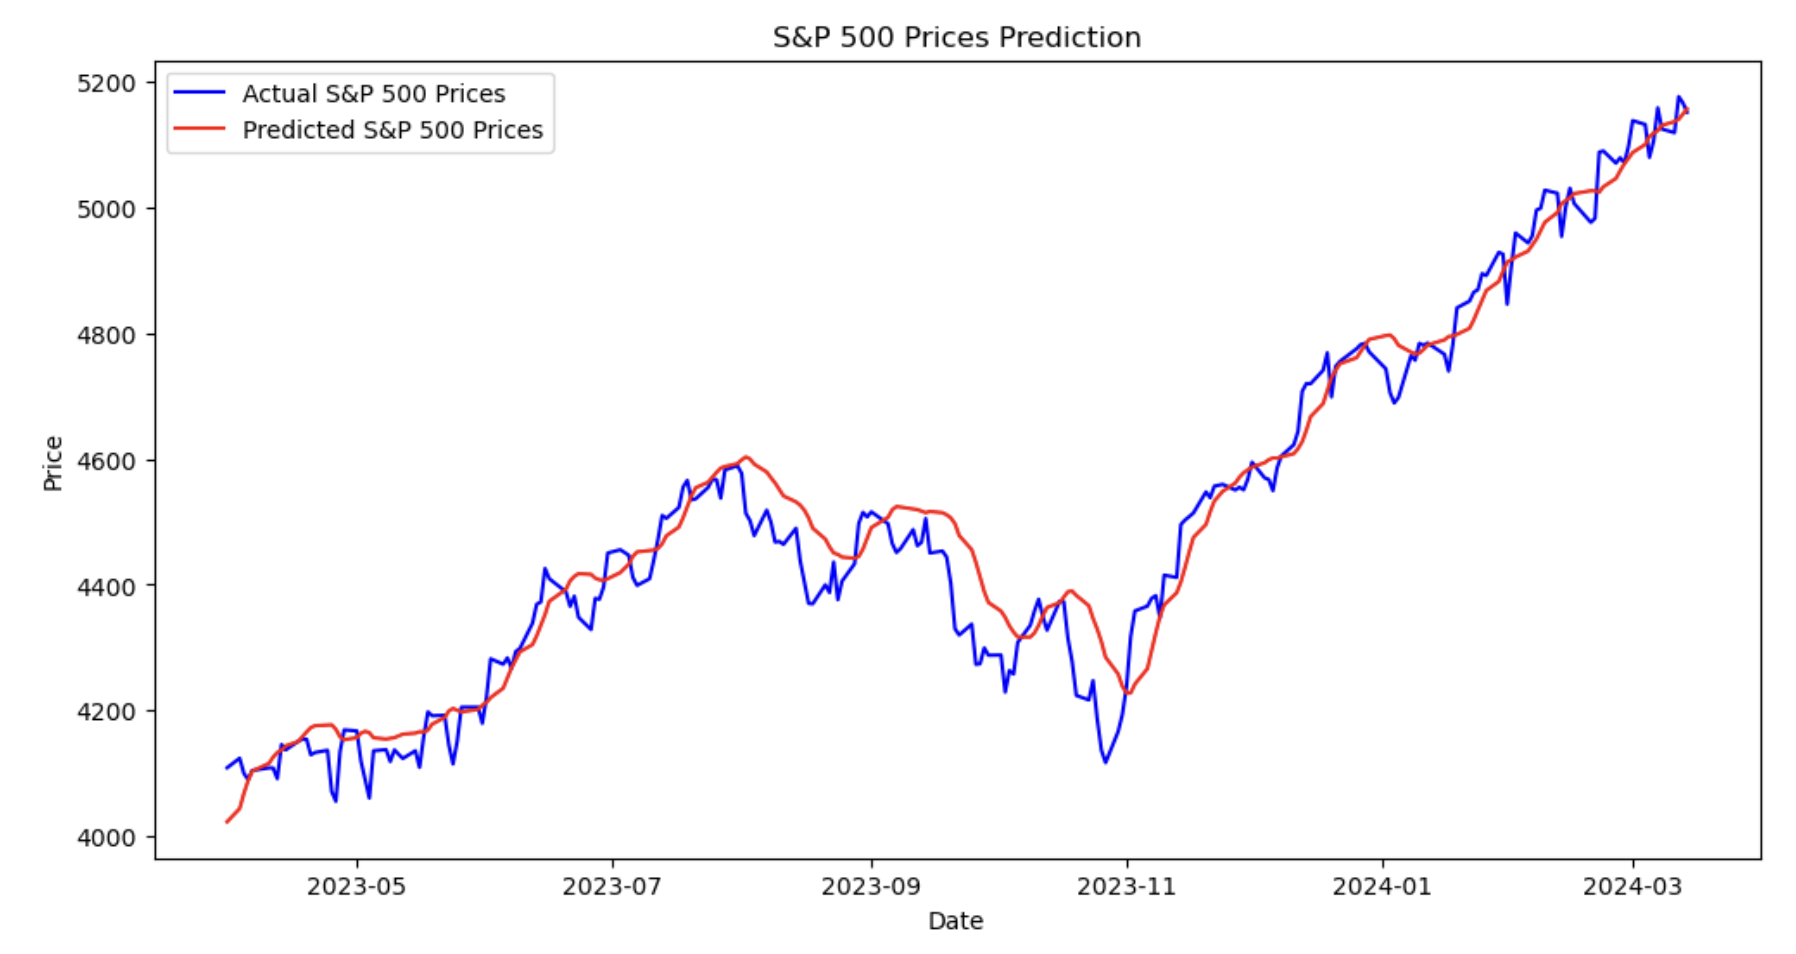 S&P 500 Prices Prediction
Actual S&P 500 Prices
Predicted S&P 500 Prices
5200
5000
4800
4600
4400
4200
4000
Price
2023-05 2023-07 2023-09 2023-11 2024-01 2024-03
Date